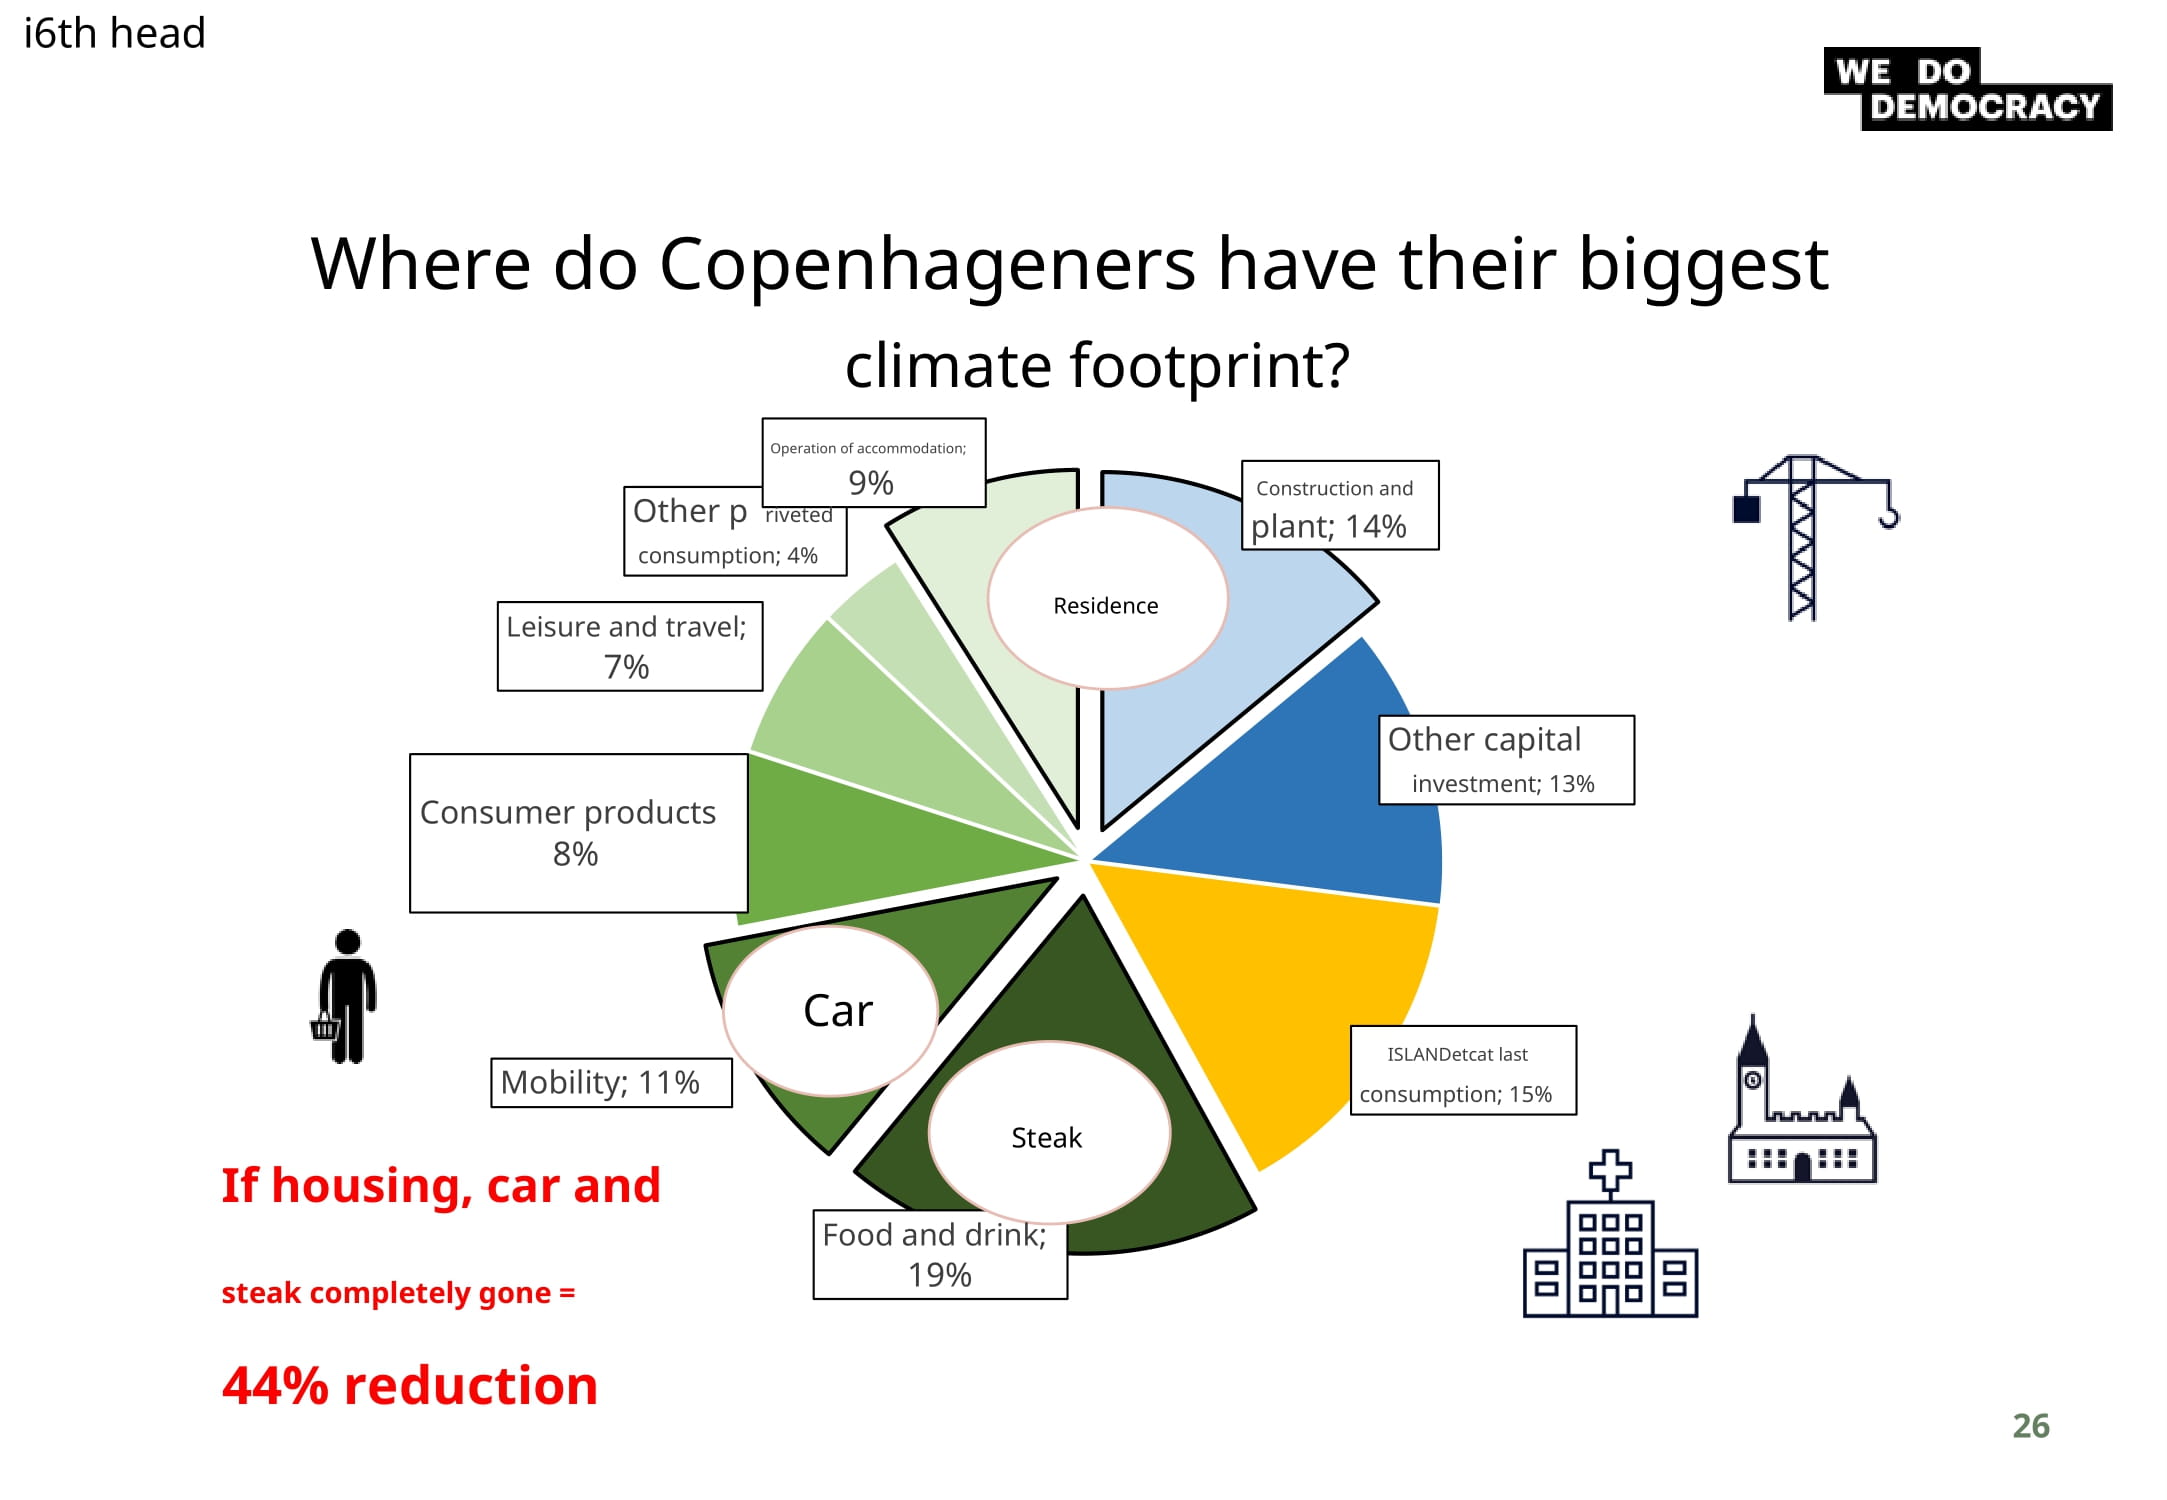 i6th head
WE DO
DEMOCRACY
Where do Copenhageners have their biggest
climate footprint?
Operation of accommodation;
9%
Other p riveted
consumption; 4%
Construction and
plant; 14%
Residence
Leisure and travel;
7%
Other capital
investment; 13%
Consumer products
8%
Car
Mobility; 11%
ISLANDetcat last
consumption; 15%
Steak
Food and drink;
19%
If housing, car and
steak completely gone =
44% reduction
26